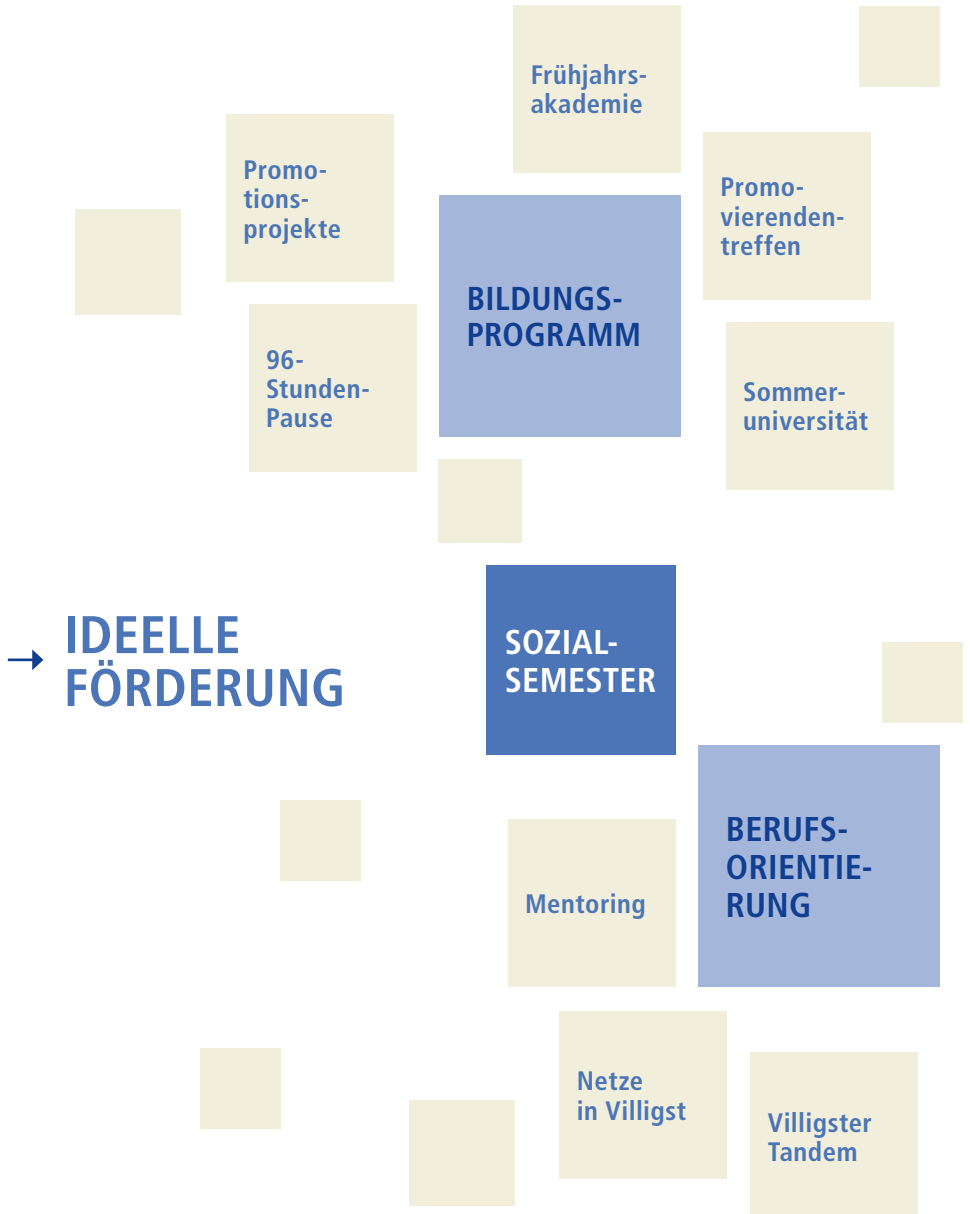 Frühjahrs-
akademie
Promo-
tions-
projekte
Promo-
vierenden-
treffen
BILDUNGS-
PROGRAMM
96-
Stunden-
Pause
Sommer-
universität
→ IDEELLE
FÖRDERUNG
SOZIAL-
SEMESTER
BERUFS-
ORIENTIE-
RUNG
Mentoring
Netze
in Villigst
Villigster
Tandem